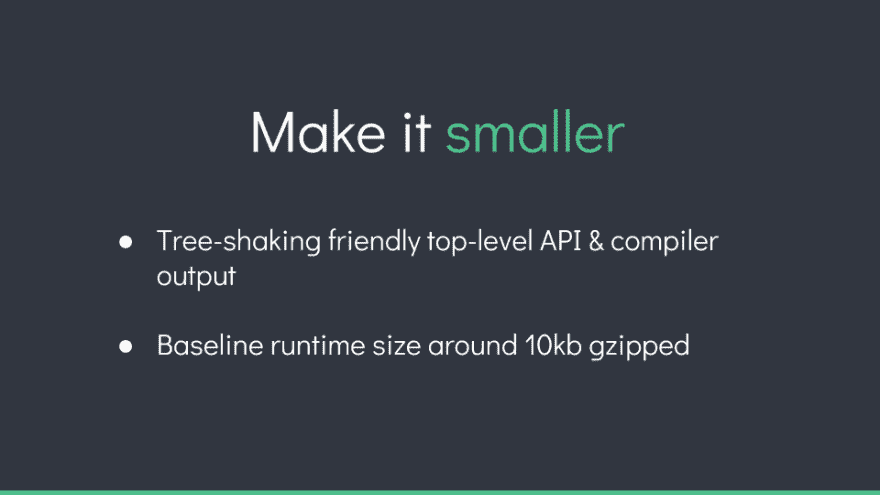 Make it smaller
● Tree-shaking friendly top-level API & compiler
output
● Baseline runtime size around 10kb gzipped